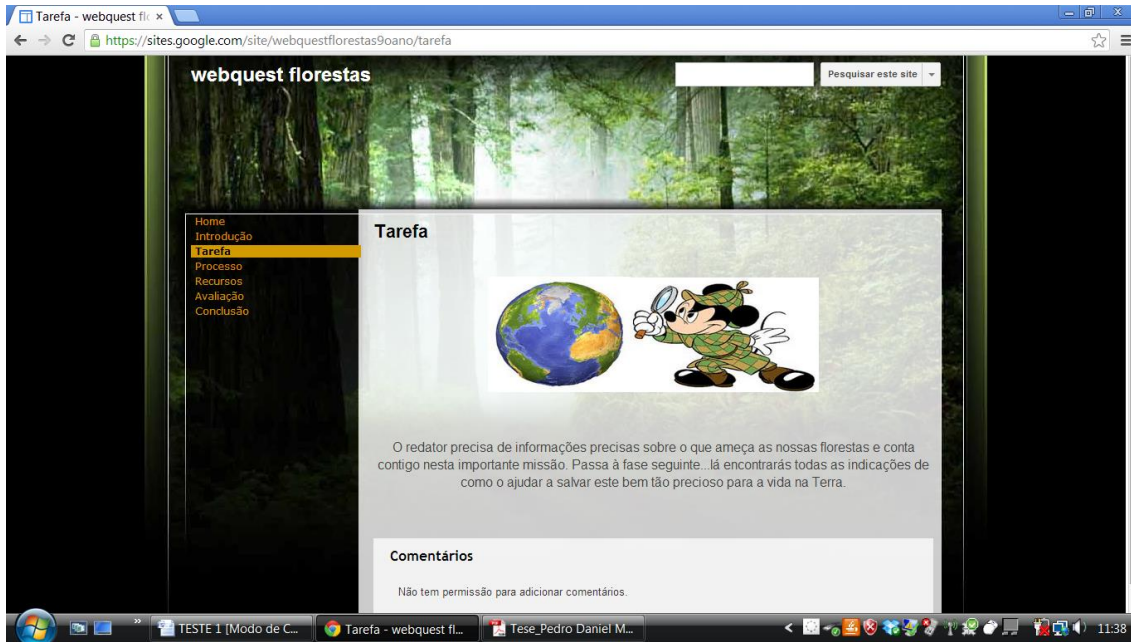 Tarefa - webquest flo
https://sites.google.com/site/webquestflorestas9oano/tarefa
webquest florestas
Pesquisar este site
Home
Introdução
Tarefa
Processo
Recursos
Avaliação
Conclusão
Tarefa
O redator precisa de informações precisas sobre o que ameça as nossas florestas e conta
contigo nesta importante missão. Passa à fase seguinte...lá encontrarás todas as indicações de
como o ajudar a salvar este bem tão precioso para a vida na Terra.
Comentários
Não tem permissão para adicionar comentários.
TESTE 1 [Modo de C...
Tarefa - webquest fl...
Tese_Pedro Daniel M...
11:38